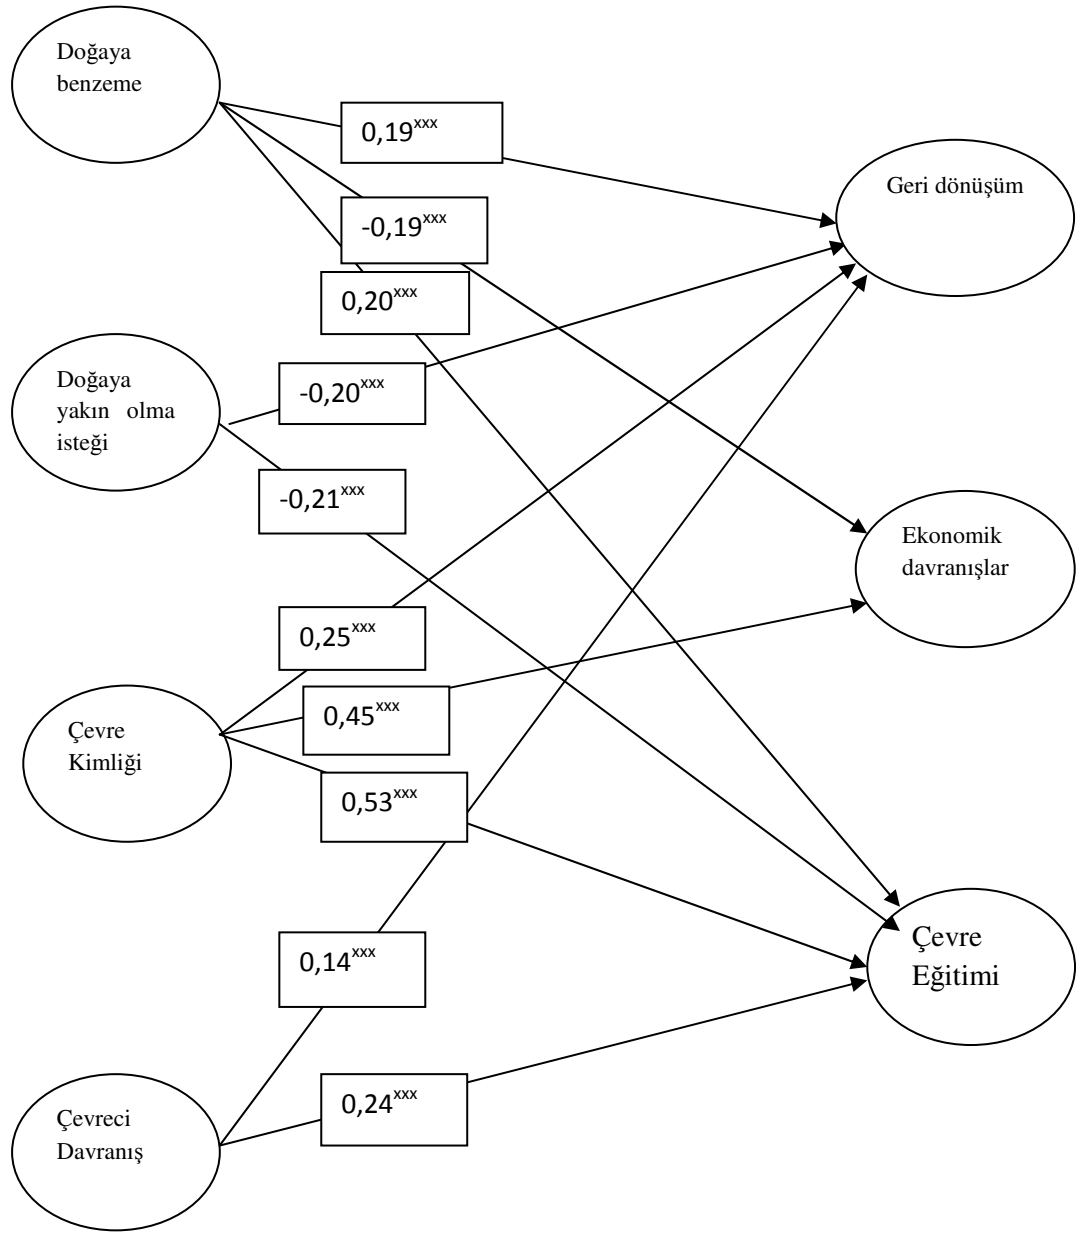 Doğaya
benzeme
0,19xxx
Geri dönüşüm
-0,19xxx
0,20xxx
Doğaya
yakın olma
isteği
-0,20xxx
-0,21xxx
Ekonomik
davranışlar
0,25xxx
Çevre
Kimliği
0,45xxx
0,53xxx
Çevre
Eğitimi
0,14xxx
Çevreci
Davranış
0,24xxx